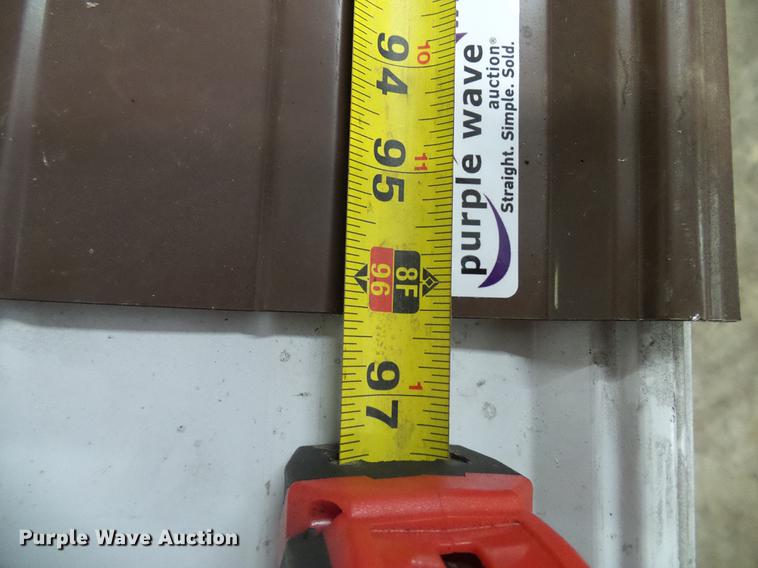 94
10
95
11
96
8F
97
1
purple wave
auction®
Straight. Simple. Sold.
Purple Wave Auction